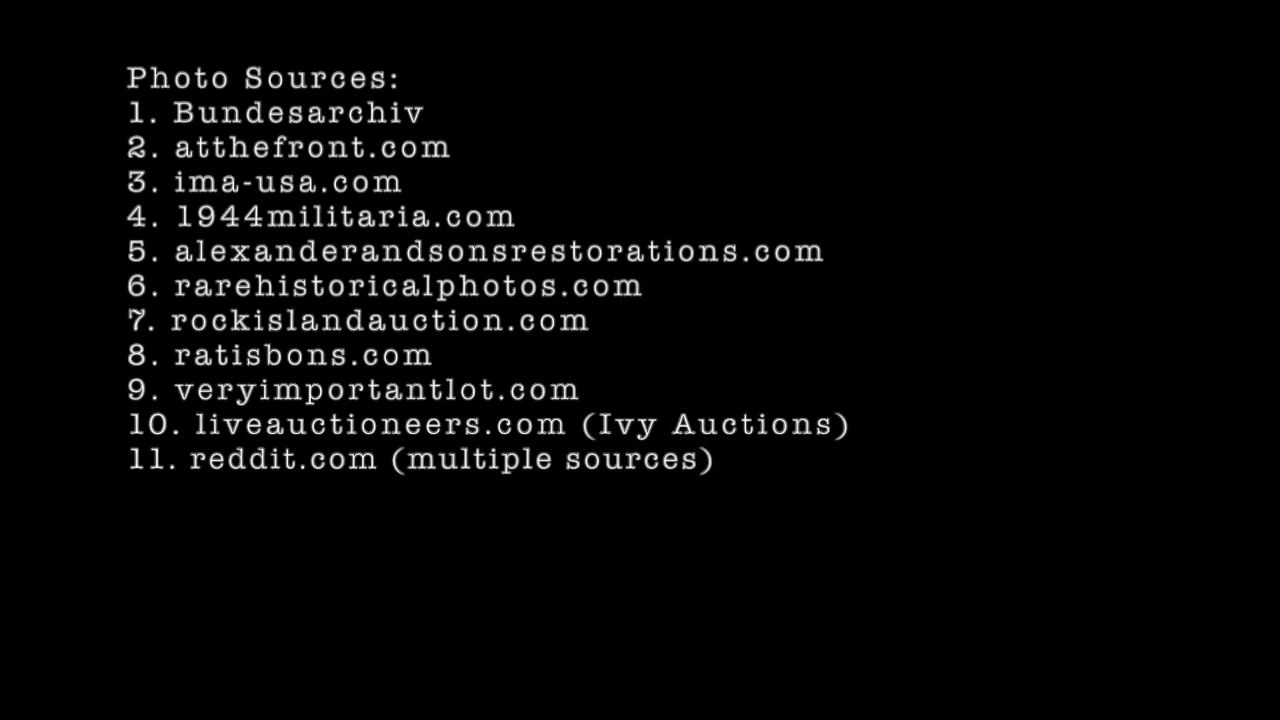 Photo Sources:
1. Bundesarchiv
2. atthefront.com
3. ima-usa.com
4. 1944militaria.com
5. alexanderandsonsrestorations.com
6. rarehistoricalphotos.com
7. rockislandauction.com
8. ratisbons.com
9. veryimportantlot.com
10. liveauctioneers.com (Ivy Auctions)
11. reddit.com (multiple sources)